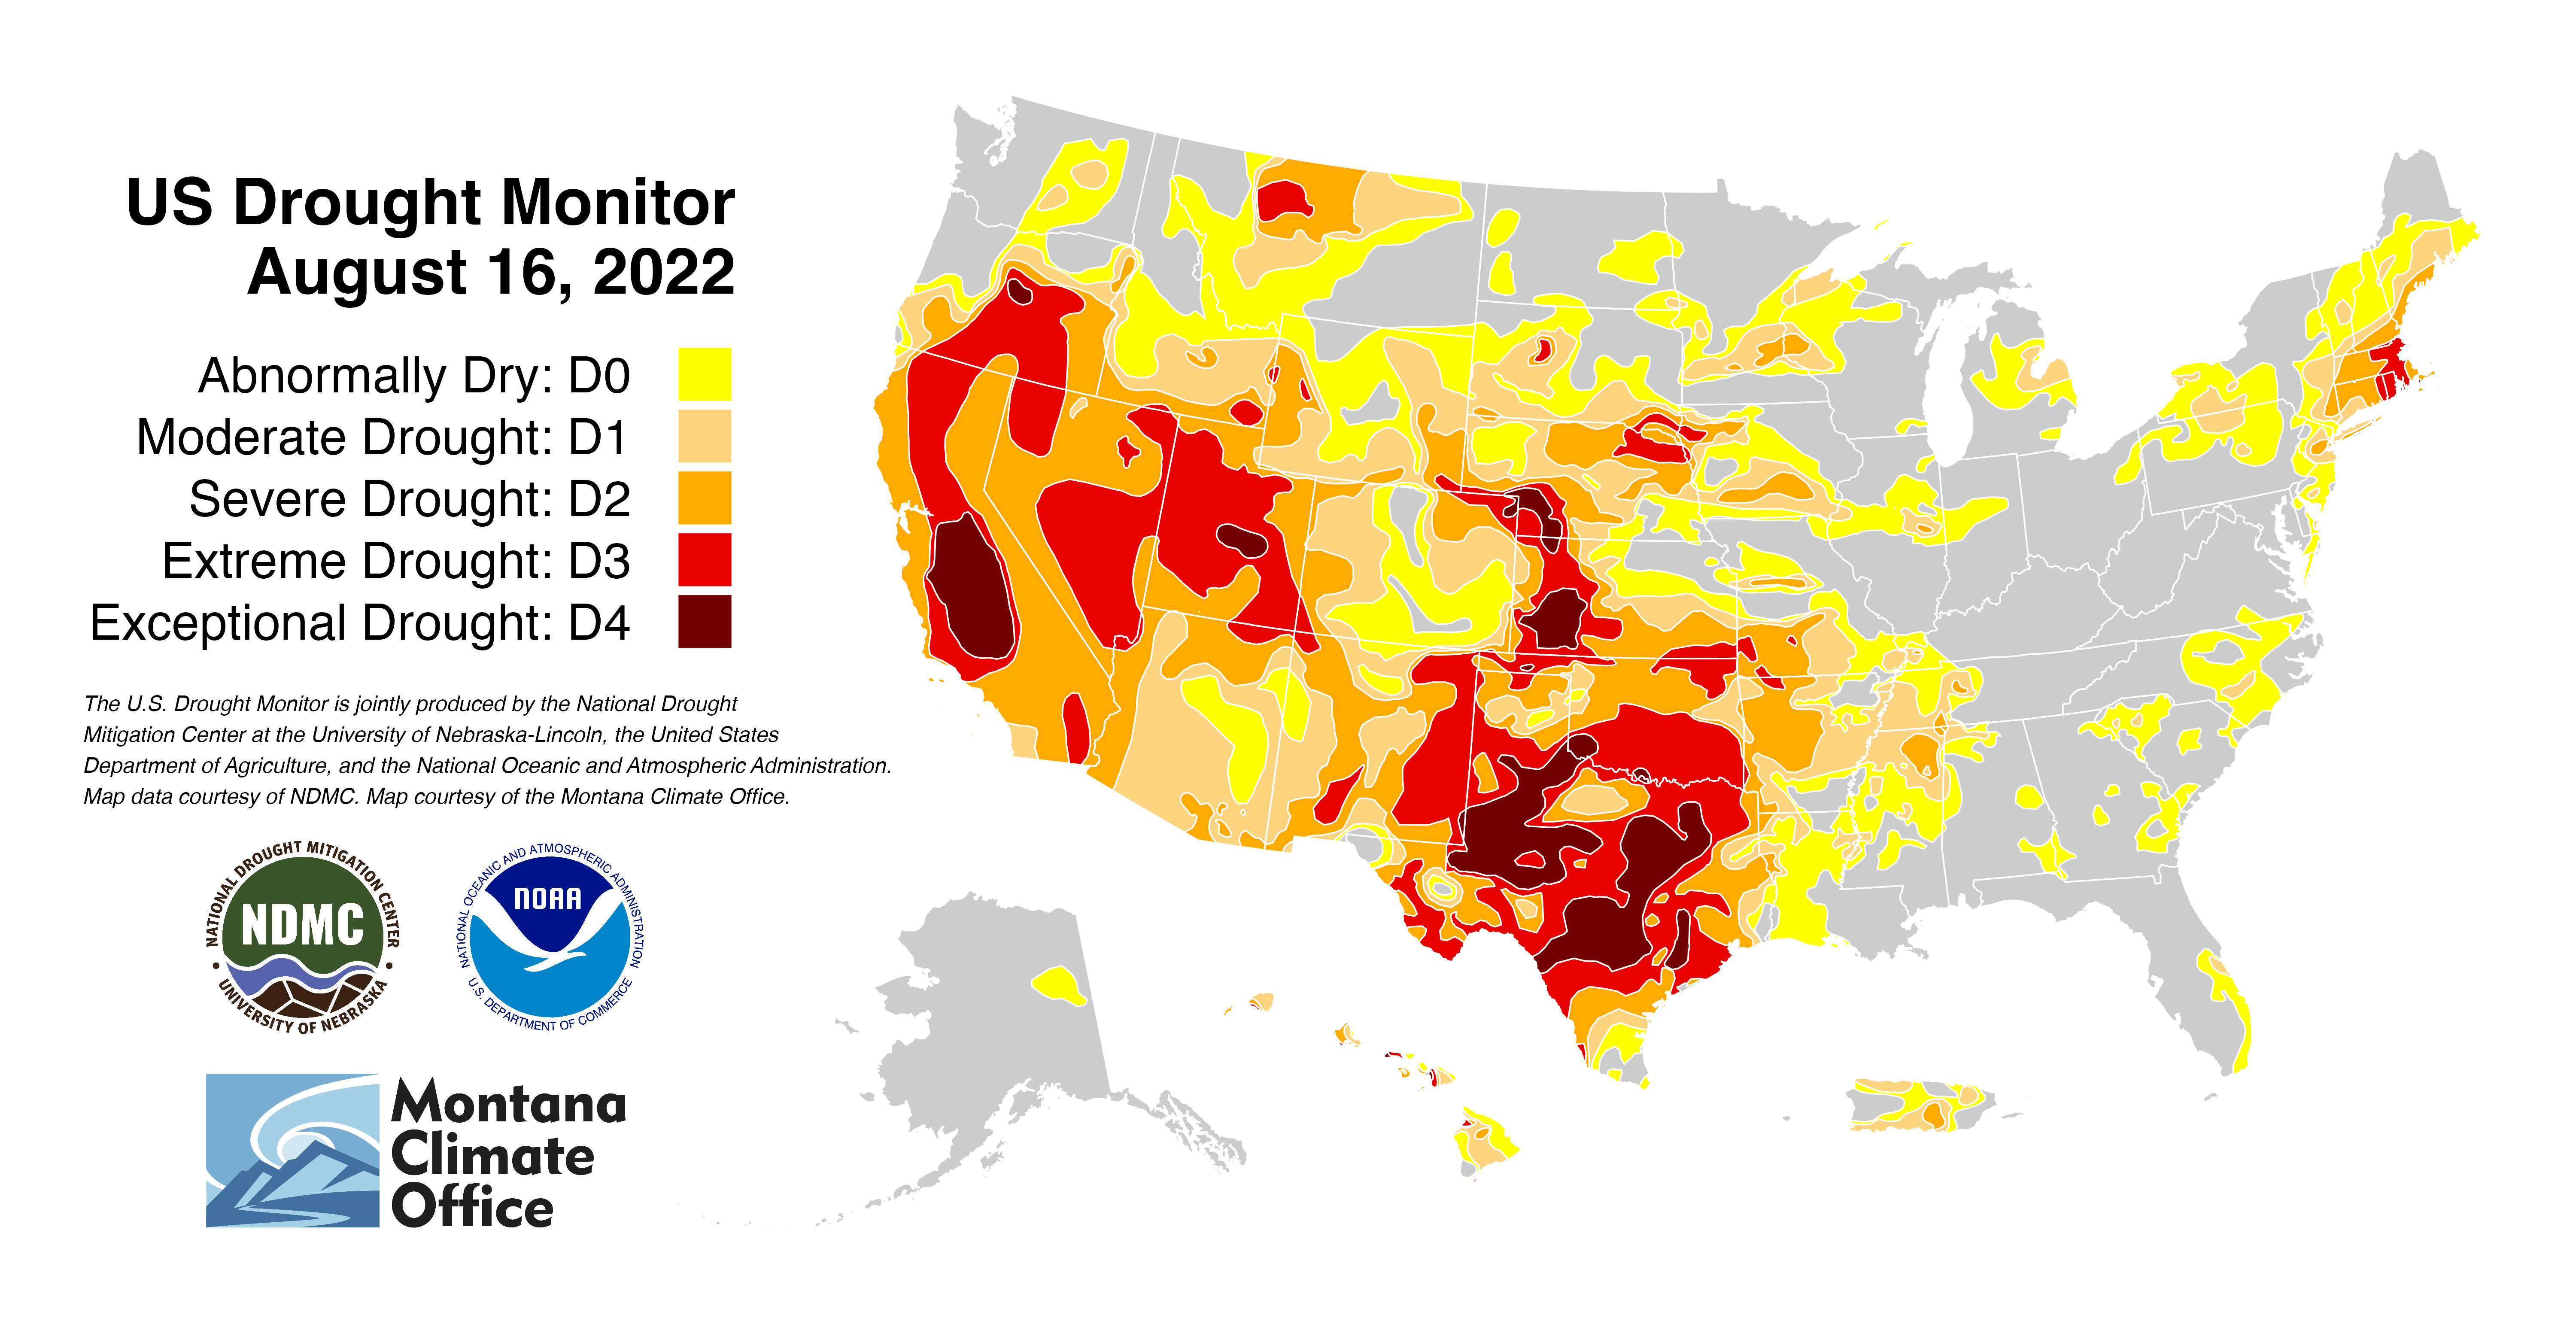 US Drought Monitor
August 16, 2022
Abnormally Dry: D0
Moderate Drought: D1
Severe Drought: D2
Extreme Drought: D3
Exceptional Drought: D4
The U.S. Drought Monitor is jointly produced by the National Drought
Mitigation Center at the University of Nebraska-Lincoln, the United States
Department of Agriculture, and the National Oceanic and Atmospheric Administration.
Map data courtesy of NDMC. Map courtesy of the Montana Climate Office.
NATIONAL DROUGHT MITIGATION CENTER
NDMC
UNIVERSITY OF NEBRASKA
NATIONAL OCEANIC AND ATMOSPHERIC ADMINISTRATION
NOAA
U.S. DEPARTMENT OF COMMERCE
Montana
Climate
Office